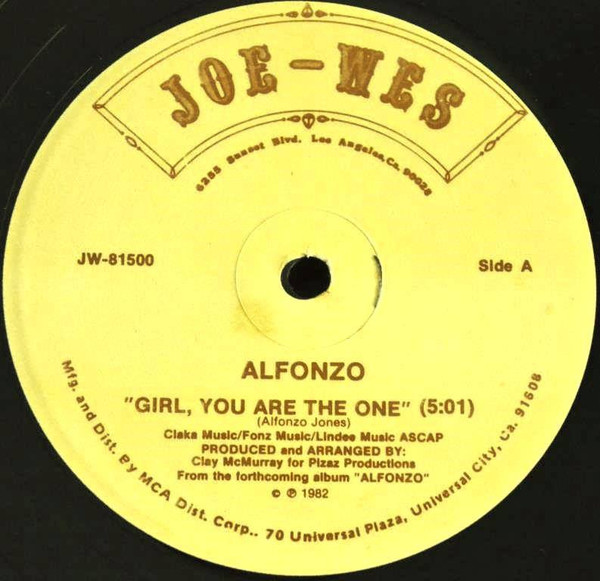 JOE-WES
6255 Sunset Blvd. Los Angeles, Ca. 90028
JW-81500
Side A
ALFONZO
"GIRL, YOU ARE THE ONE" (5:01)
(Alfonzo Jones)
Claka Music/Fonz Music/Lindee Music ASCAP
PRODUCED and ARRANGED BY:
Clay McMurray for Pizaz Productions
From the forthcoming album "ALFONZO"
© ℗ 1982
Mfg. and Dist. By MCA Dist. Corp.. 70 Universal Plaza, Universal City, Ca. 91608